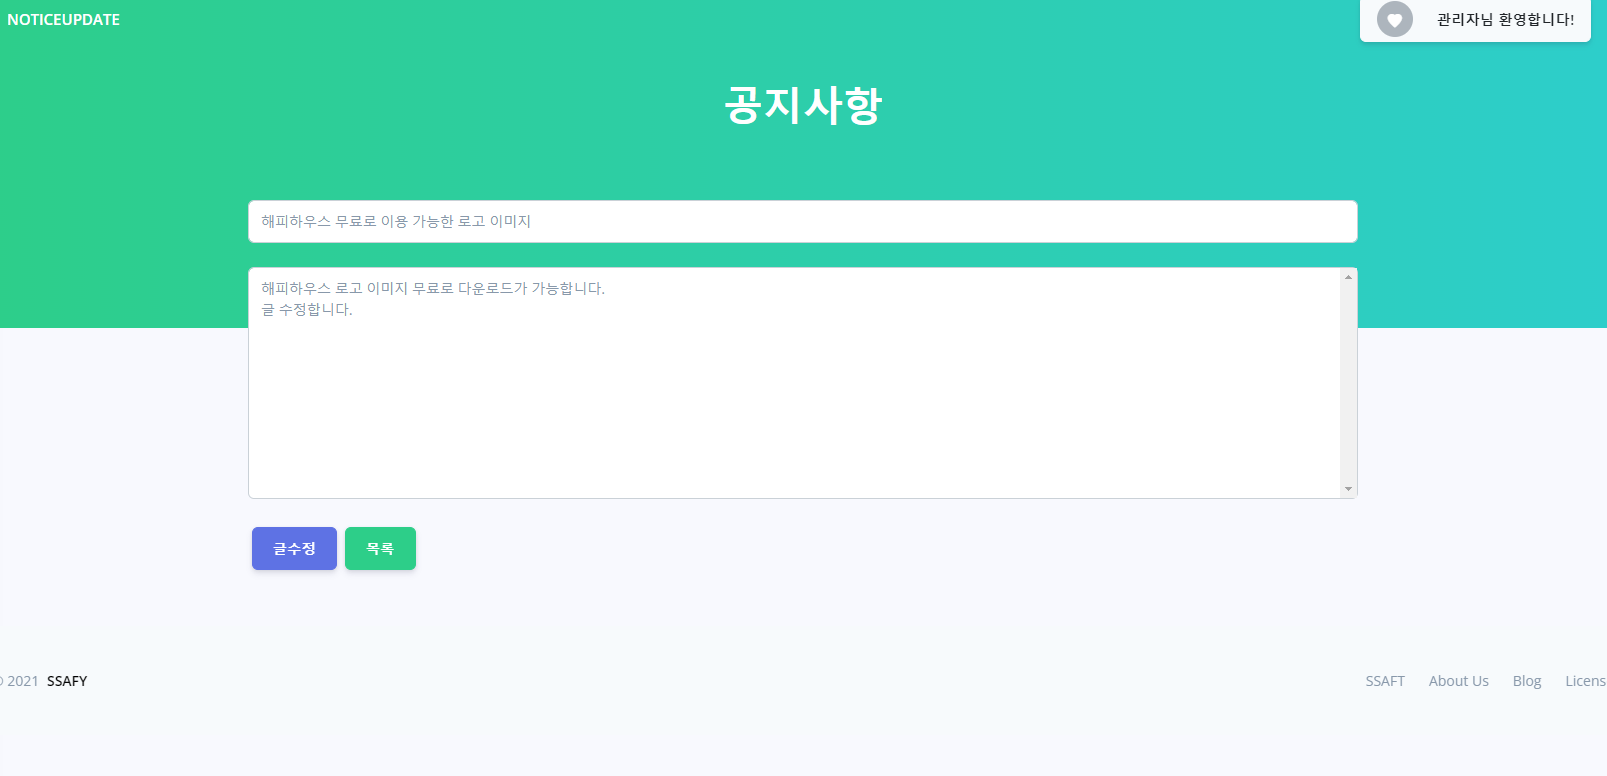 NOTICEUPDATE
관리자님 환영합니다!
공지사항
해피하우스 무료로 이용 가능한 로고 이미지
해피하우스 로고 이미지 무료로 다운로드가 가능합니다.
글 수정합니다.
글수정 목록
© 2021 SSAFY
SSAFT About Us Blog Licens